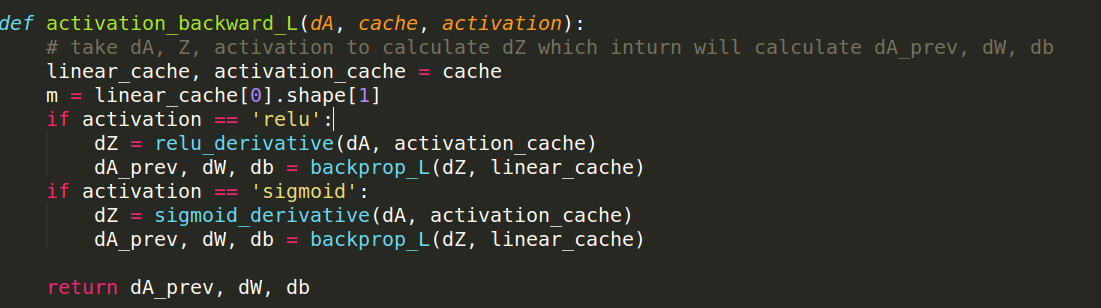 def activation_backward_L(dA, cache, activation):
    # take dA, Z, activation to calculate dZ which inturn will calculate dA_prev, dW, db
    linear_cache, activation_cache = cache
    m = linear_cache[0].shape[1]
    if activation == 'relu':
        dZ = relu_derivative(dA, activation_cache)
        dA_prev, dW, db = backprop_L(dZ, linear_cache)
    if activation == 'sigmoid':
        dZ = sigmoid_derivative(dA, activation_cache)
        dA_prev, dW, db = backprop_L(dZ, linear_cache)

    return dA_prev, dW, db